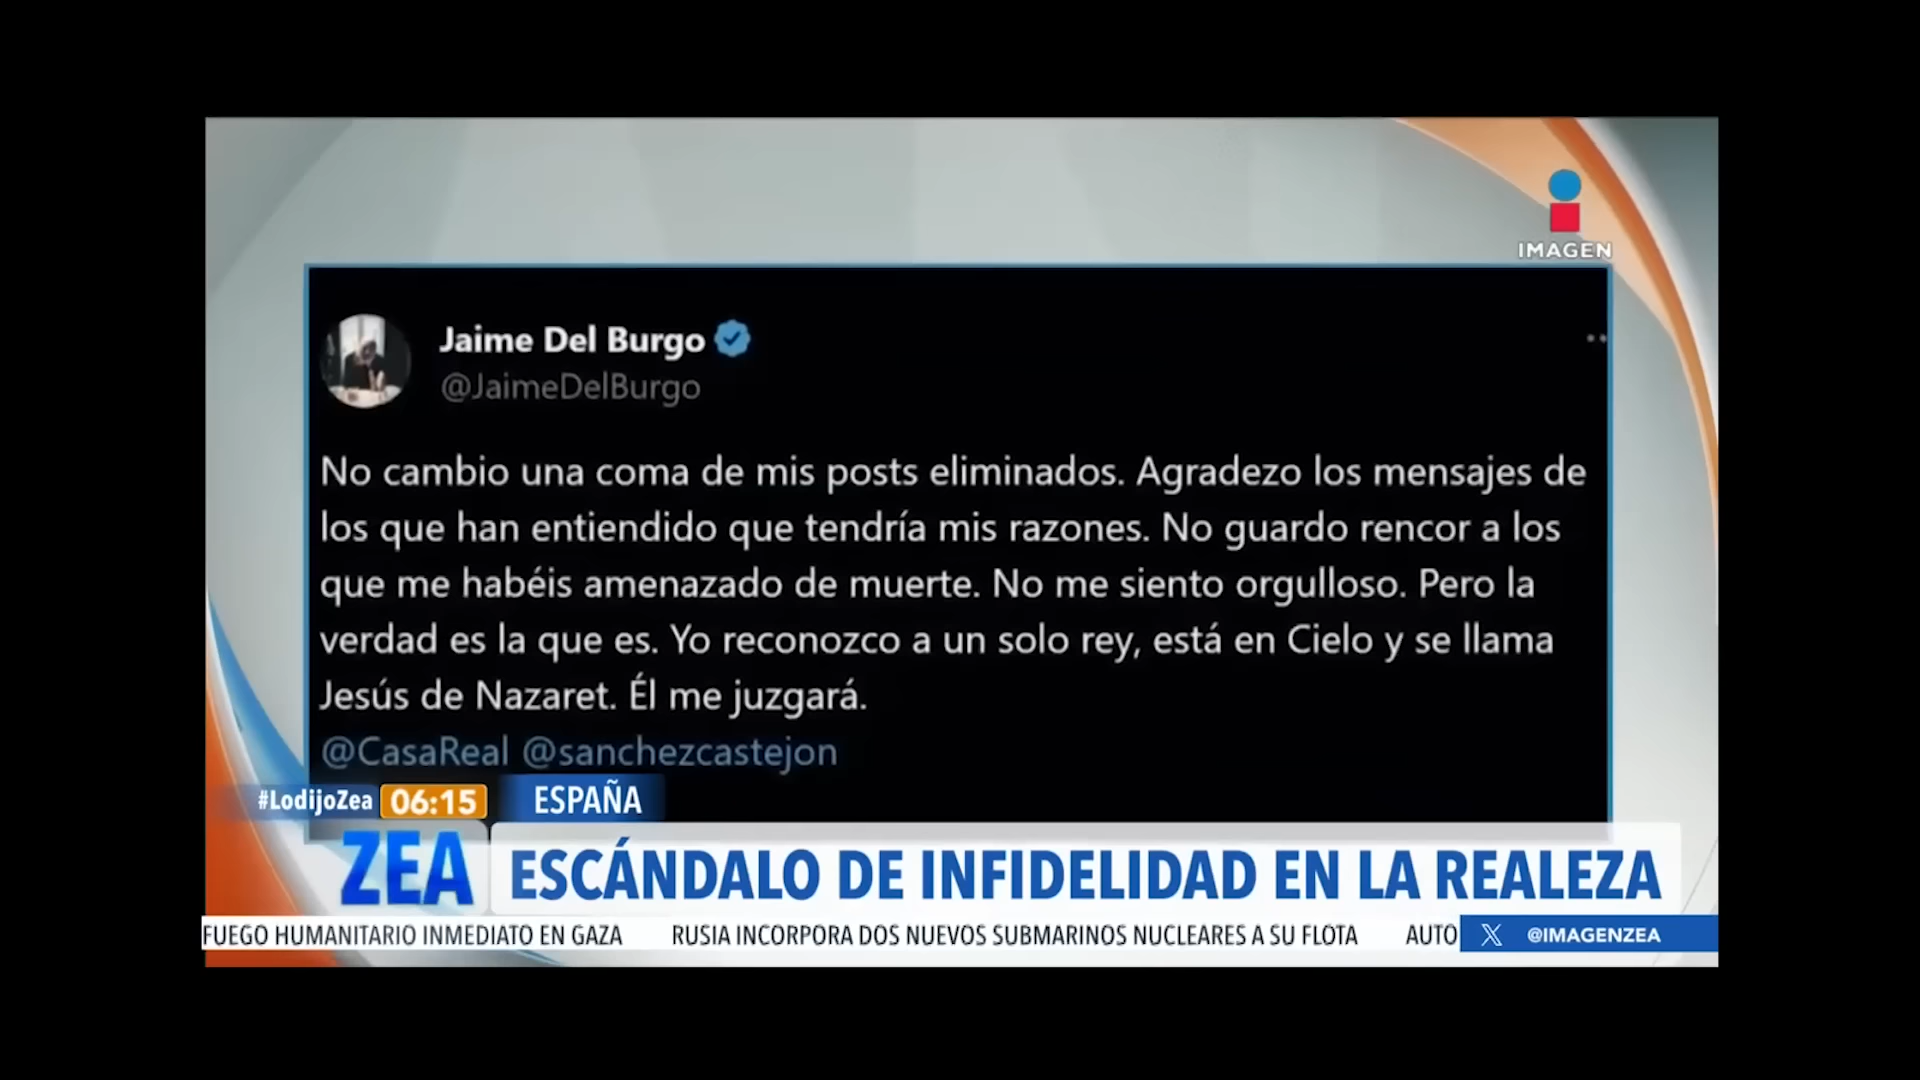 IMAGEN
Jaime Del Burgo
@JaimeDelBurgo
No cambio una coma de mis posts eliminados. Agradezo los mensajes de
los que han entiendido que tendría mis razones. No guardo rencor a los
que me habéis amenazado de muerte. No me siento orgulloso. Pero la
verdad es la que es. Yo reconozco a un solo rey, está en Cielo y se llama
Jesús de Nazaret. Él me juzgará.
@CasaReal @sanchezcastejon
#LodijoZea 06:15 ESPAÑA
ZEA ESCÁNDALO DE INFIDELIDAD EN LA REALEZA
FUEGO HUMANITARIO INMEDIATO EN GAZA RUSIA INCORPORA DOS NUEVOS SUBMARINOS NUCLEARES A SU FLOTA AUTO X @IMAGENZEA